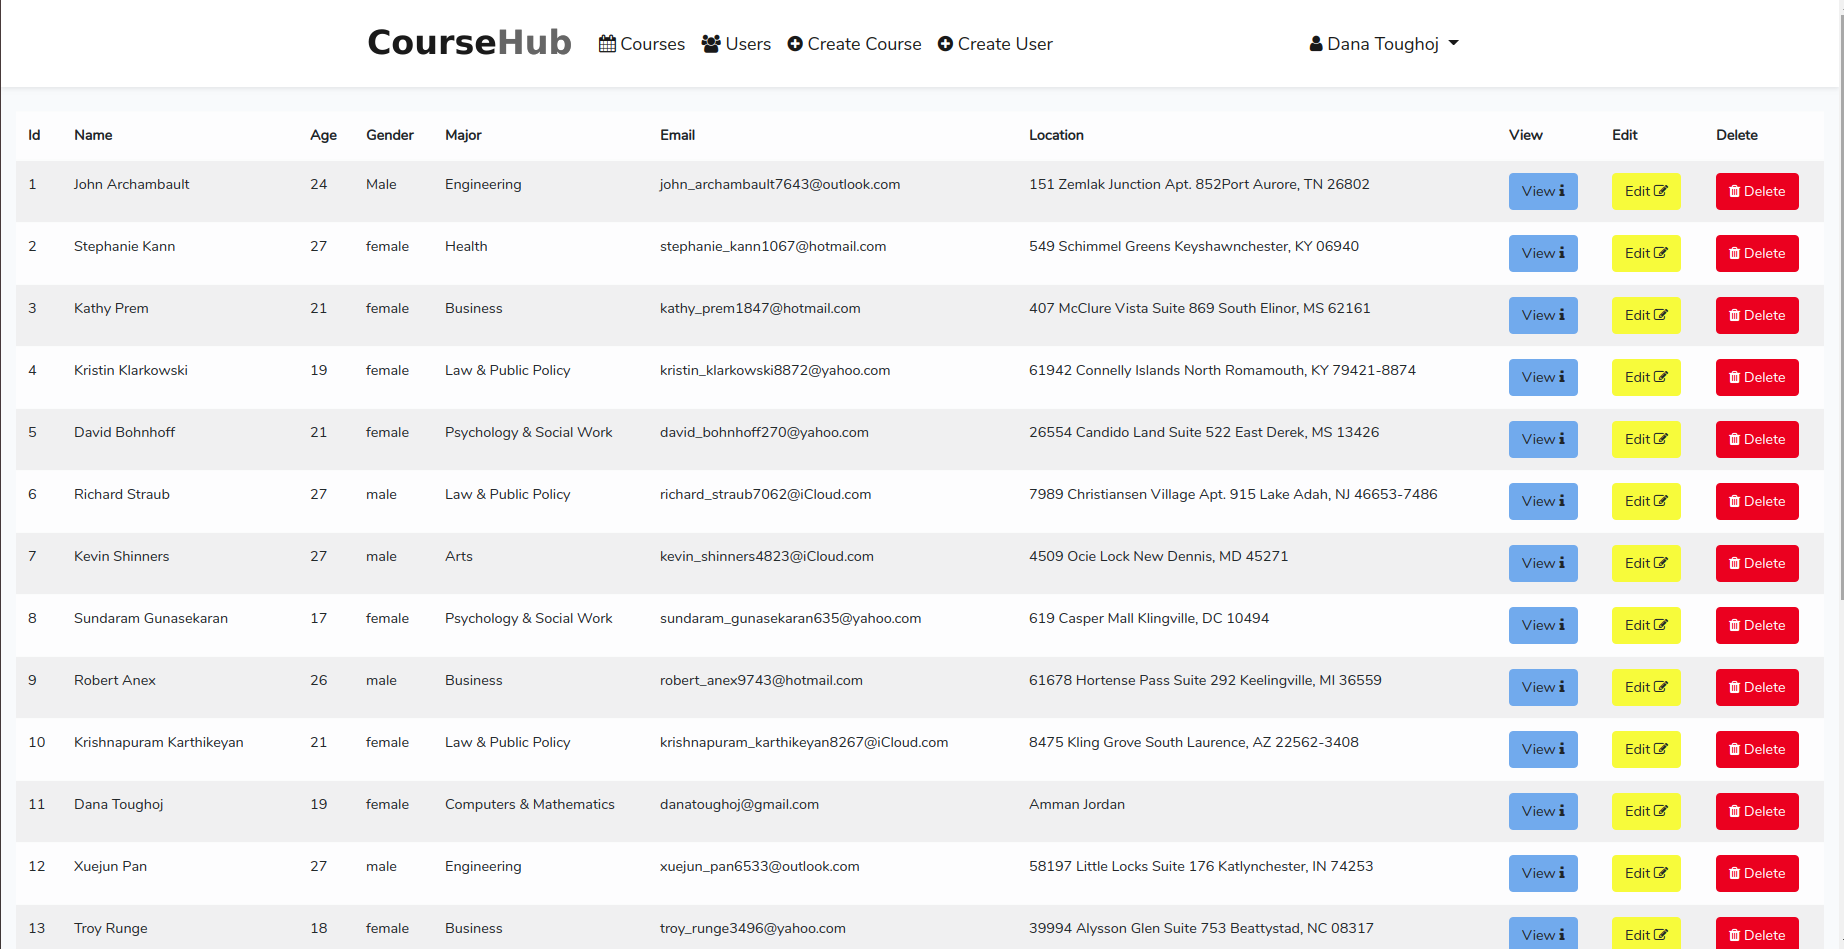 CourseHub Courses Users Create Course Create User Dana Toughoj
Id Name Age Gender Major Email Location View Edit Delete
1 John Archambault 24 Male Engineering john_archambault7643@outlook.com 151 Zemlak Junction Apt. 852Port Aurore, TN 26802 View Edit Delete
2 Stephanie Kann 27 female Health stephanie_kann1067@hotmail.com 549 Schimmel Greens Keyshawnchester, KY 06940 View Edit Delete
3 Kathy Prem 21 female Business kathy_prem1847@hotmail.com 407 McClure Vista Suite 869 South Elinor, MS 62161 View Edit Delete
4 Kristin Klarkowski 19 female Law & Public Policy kristin_klarkowski8872@yahoo.com 61942 Connelly Islands North Romamouth, KY 79421-8874 View Edit Delete
5 David Bohnhoff 21 female Psychology & Social Work david_bohnhoff270@yahoo.com 26554 Candido Land Suite 522 East Derek, MS 13426 View Edit Delete
6 Richard Straub 27 male Law & Public Policy richard_straub7062@iCloud.com 7989 Christiansen Village Apt. 915 Lake Adah, NJ 46653-7486 View Edit Delete
7 Kevin Shinners 27 male Arts kevin_shinners4823@iCloud.com 4509 Ocie Lock New Dennis, MD 45271 View Edit Delete
8 Sundaram Gunasekaran 17 female Psychology & Social Work sundaram_gunasekaran635@yahoo.com 619 Casper Mall Klingville, DC 10494 View Edit Delete
9 Robert Anex 26 male Business robert_anex9743@hotmail.com 61678 Hortense Pass Suite 292 Keelingville, MI 36559 View Edit Delete
10 Krishnapuram Karthikeyan 21 female Law & Public Policy krishnapuram_karthikeyan8267@iCloud.com 8475 Kling Grove South Laurence, AZ 22562-3408 View Edit Delete
11 Dana Toughoj 19 female Computers & Mathematics danatoughoj@gmail.com Amman Jordan View Edit Delete
12 Xuejun Pan 27 male Engineering xuejun_pan6533@outlook.com 58197 Little Locks Suite 176 Katlynchester, IN 74253 View Edit Delete
13 Troy Runge 18 female Business troy_runge3496@yahoo.com 39994 Alysson Glen Suite 753 Beattystad, NC 08317 View Edit Delete